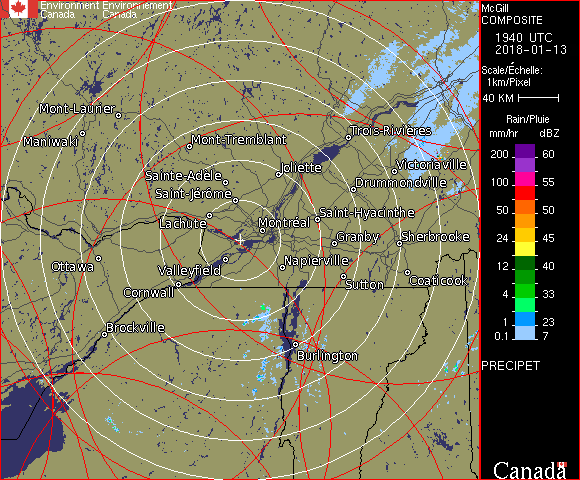 Environment Environnement
Canada Canada
McGill
COMPOSITE
1940 UTC
2018-01-13
Scale/Échelle:
1km/Pixel
40 KM
Rain/Pluie
mm/hr dBZ
200 60
155
100 55
50 50
24 45
12 40
4 33
1 23
0.1 7
PRECIPET
Canada
Mont-Laurier
Maniwaki
Mont-Tremblant
Trois-Rivières
Sainte-Adèle
Joliette
Victoriaville
Saint-Jérôme
Drummondville
Lachute
Montréal
Saint-Hyacinthe
Granby
Sherbrooke
Ottawa
Valleyfield
Napierville
Cornwall
Sutton
Coaticook
Brockville
Burlington